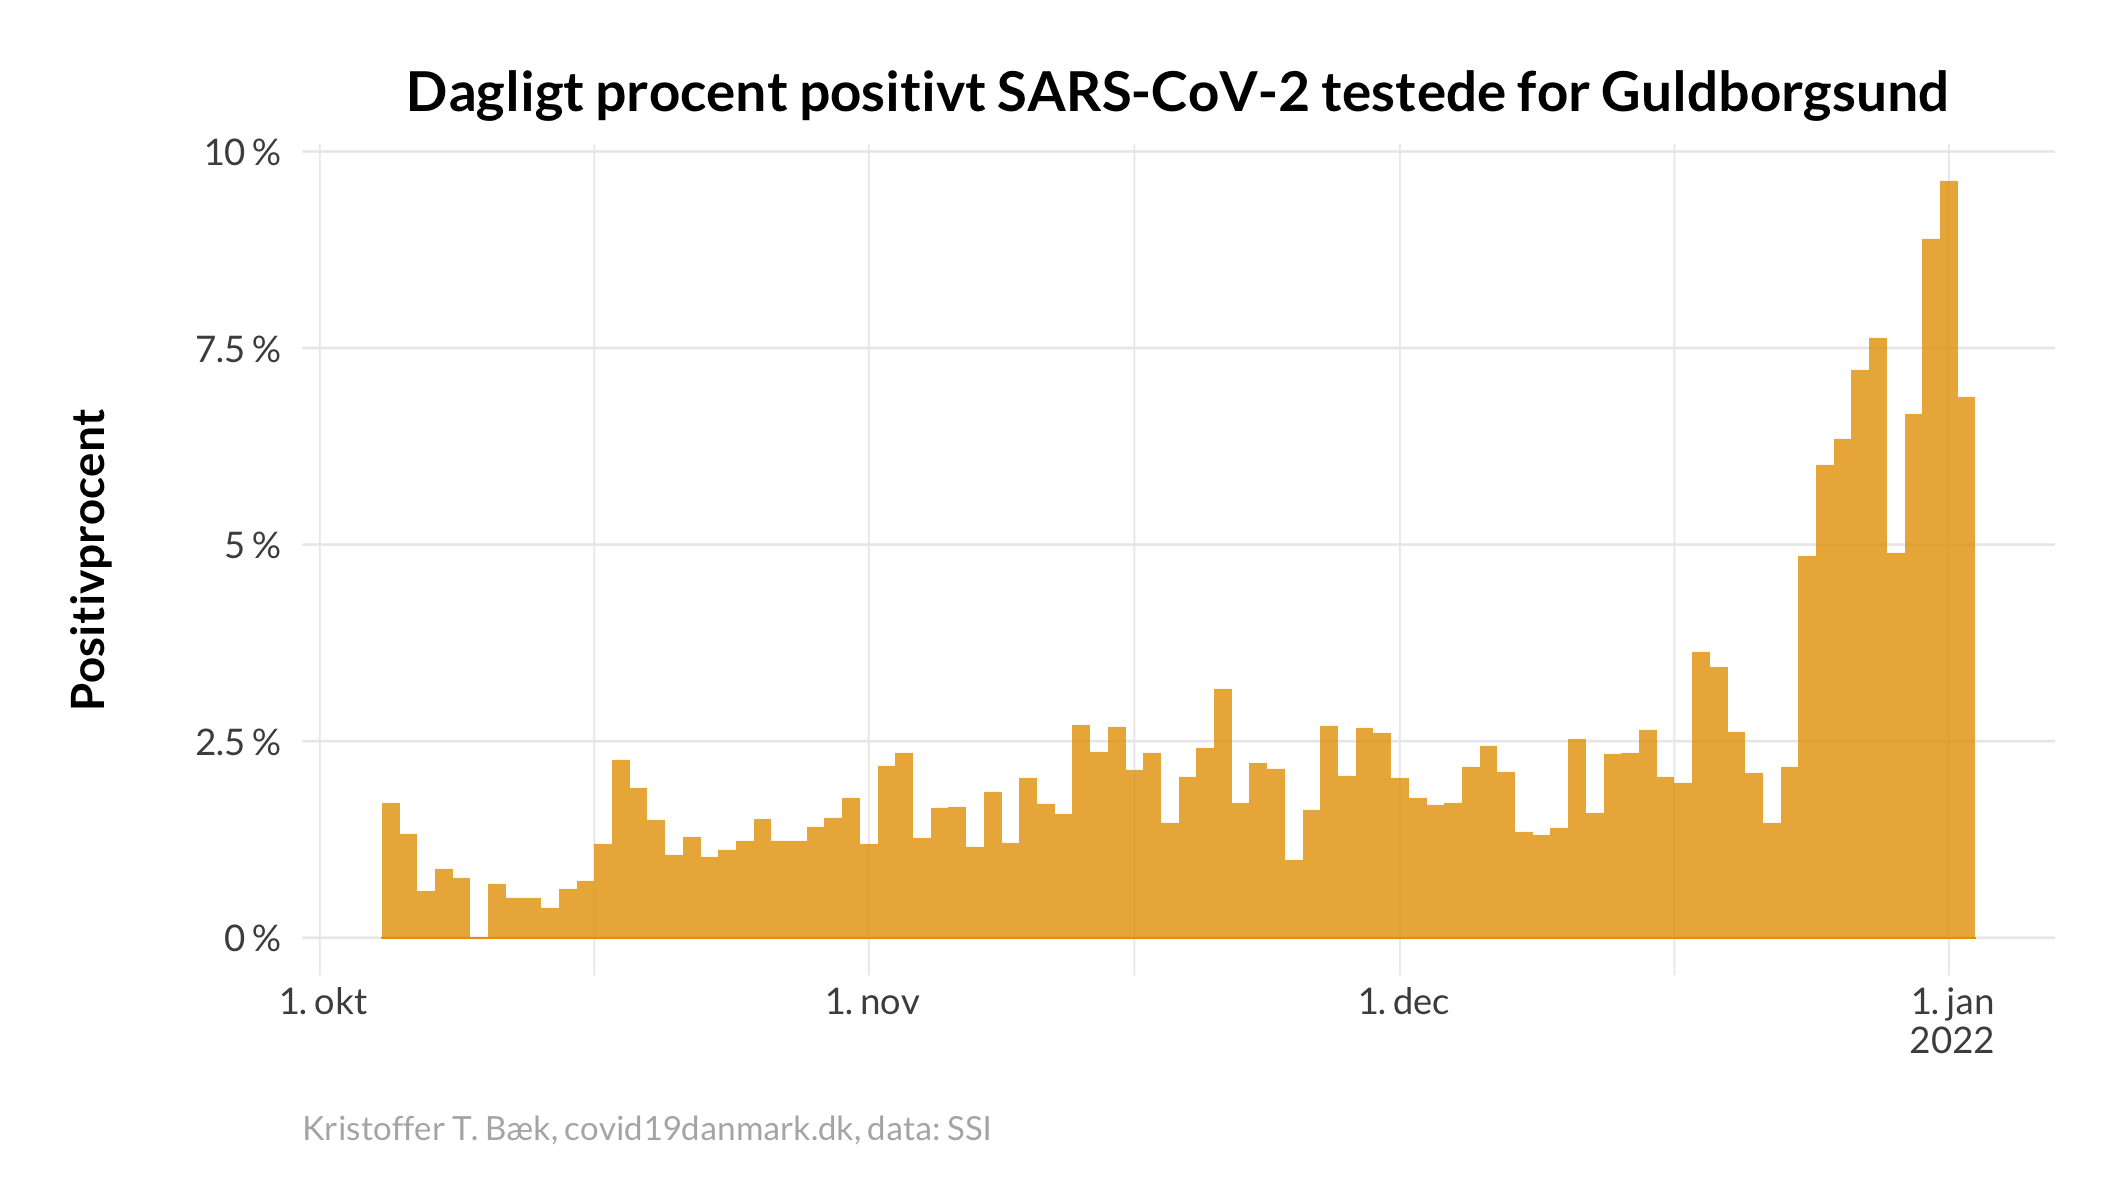 Dagligt procent positivt SARS-CoV-2 testede for Guldborgsund
Positivprocent
10 %
7.5 %
5 %
2.5 %
0 %
1. okt
1. nov
1. dec
1. jan
2022
Kristoffer T. Bæk, covid19danmark.dk, data: SSI